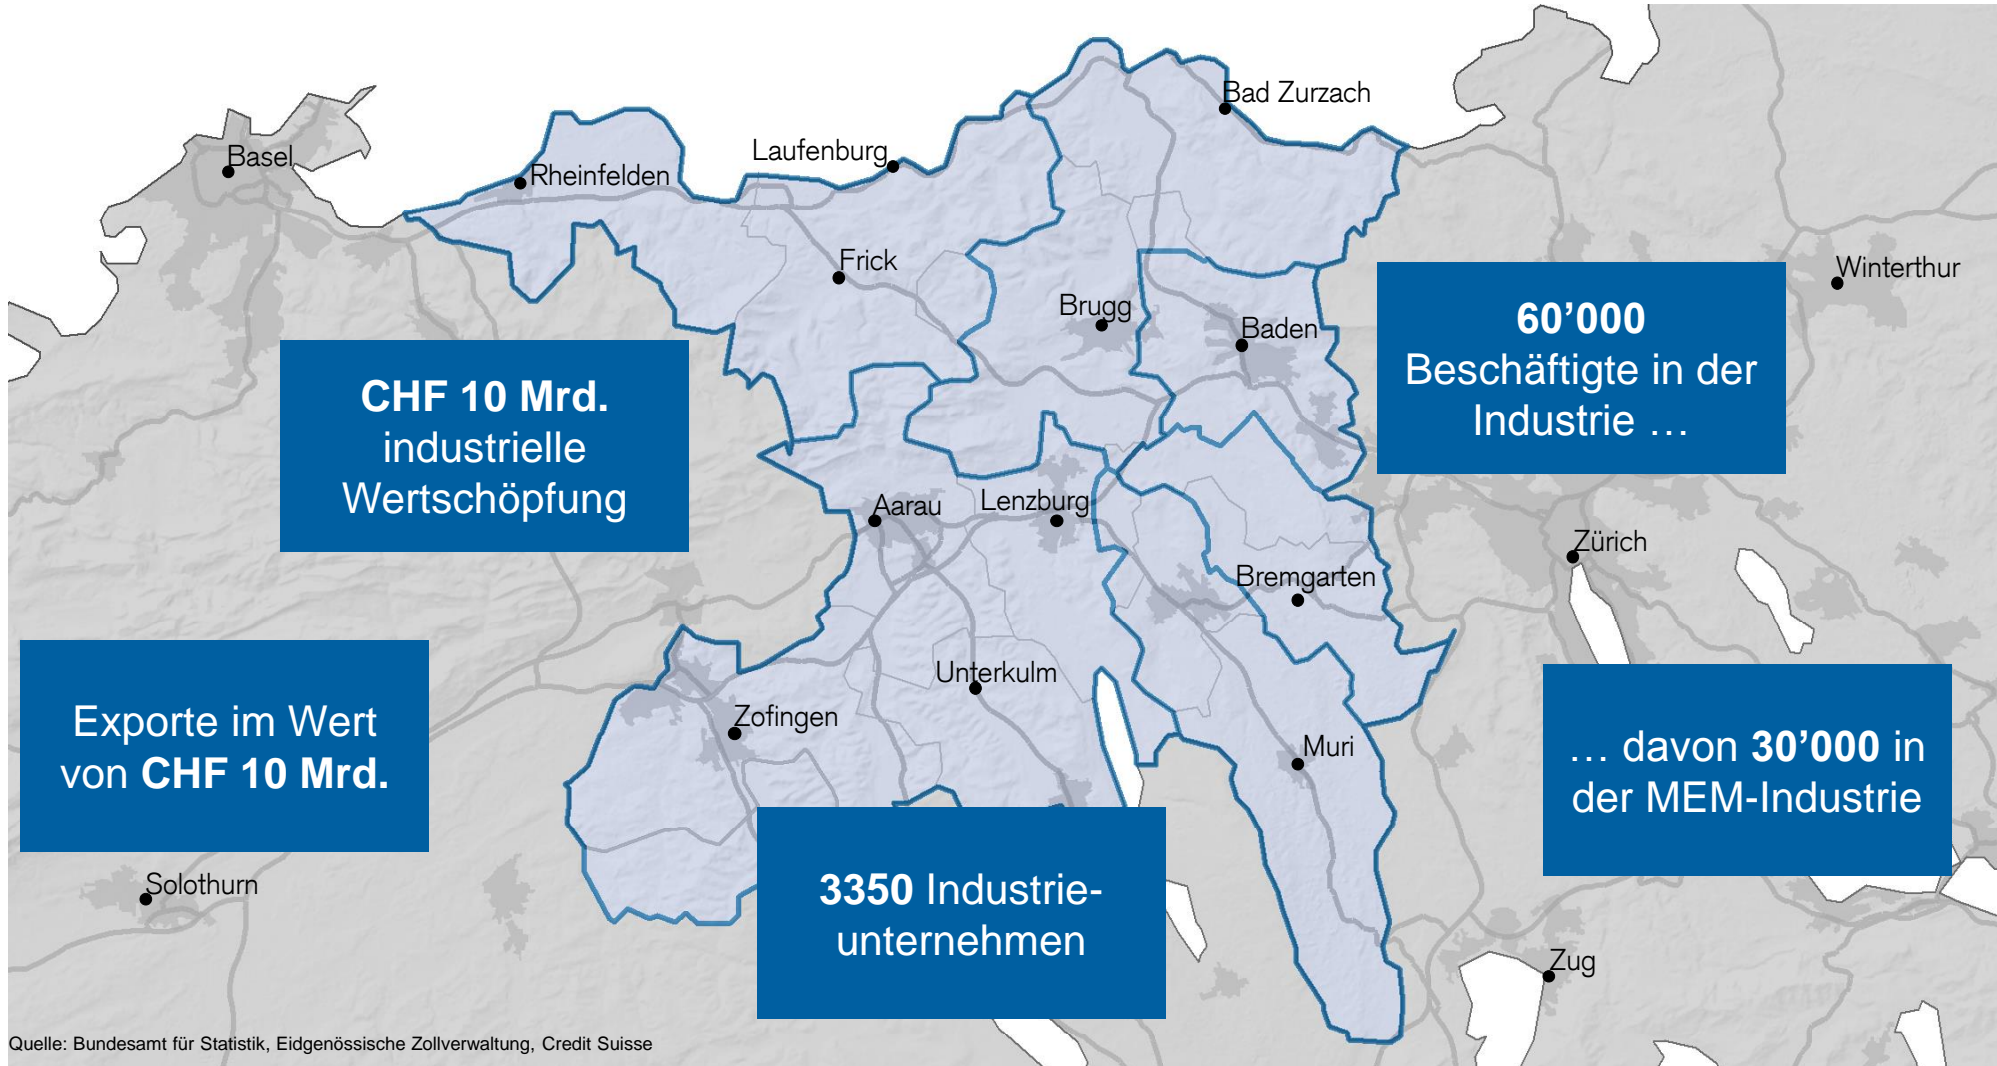 Bad Zurzach
Laufenburg
Basel
Rheinfelden
Frick
Winterthur
Brugg
Baden
60’000
Beschäftigte in der
Industrie …
CHF 10 Mrd.
industrielle
Wertschöpfung
Aarau
Lenzburg
Zürich
Bremgarten
Unterkulm
Zofingen
Muri
Exporte im Wert
von CHF 10 Mrd.
… davon 30’000 in
der MEM-Industrie
3350 Industrie-
unternehmen
Solothurn
Zug
Quelle: Bundesamt für Statistik, Eidgenössische Zollverwaltung, Credit Suisse